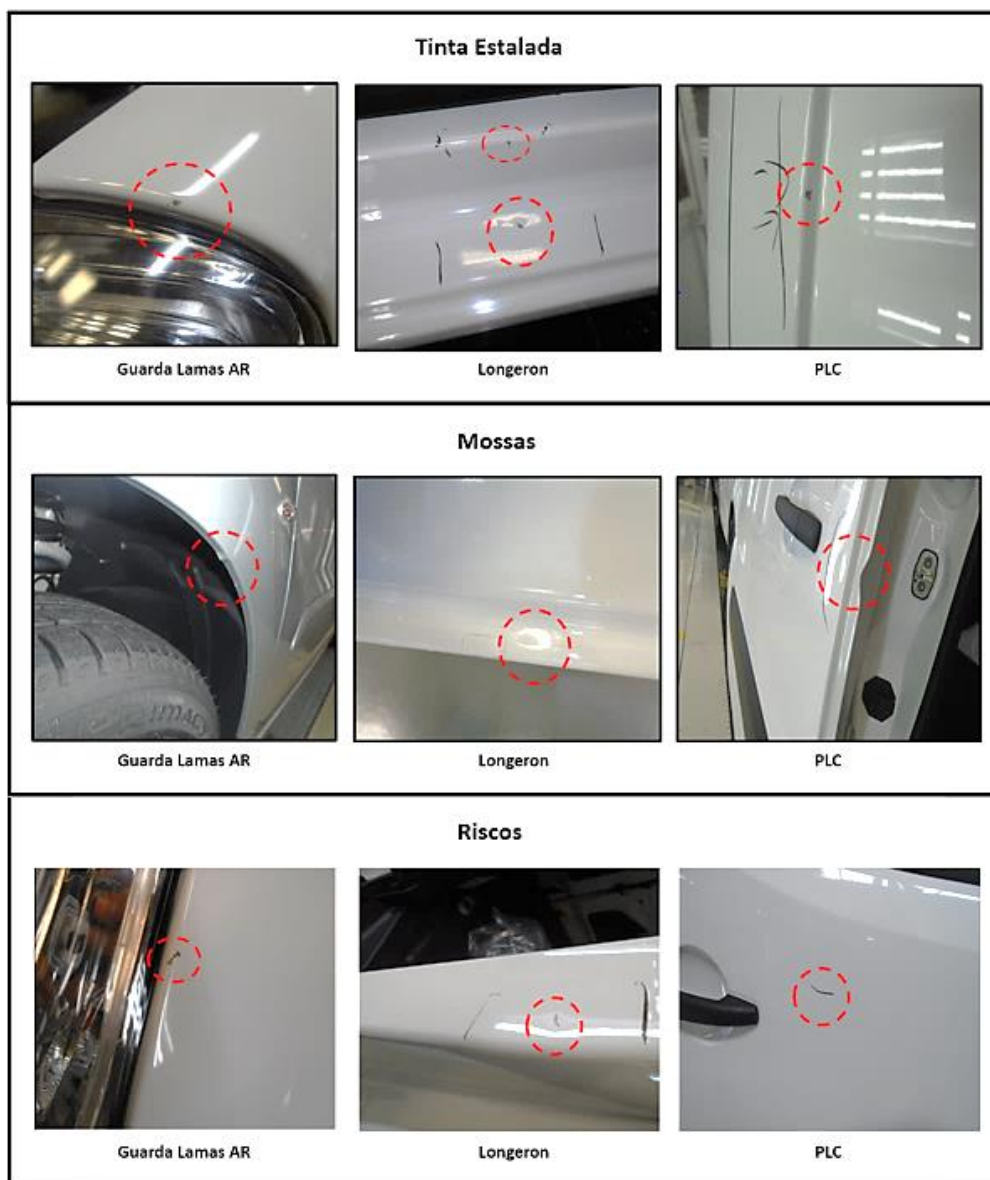 Tinta Estalada
Guarda Lamas AR
Longeron
PLC
Mossas
Guarda Lamas AR
Longeron
PLC
Riscos
Guarda Lamas AR
Longeron
PLC